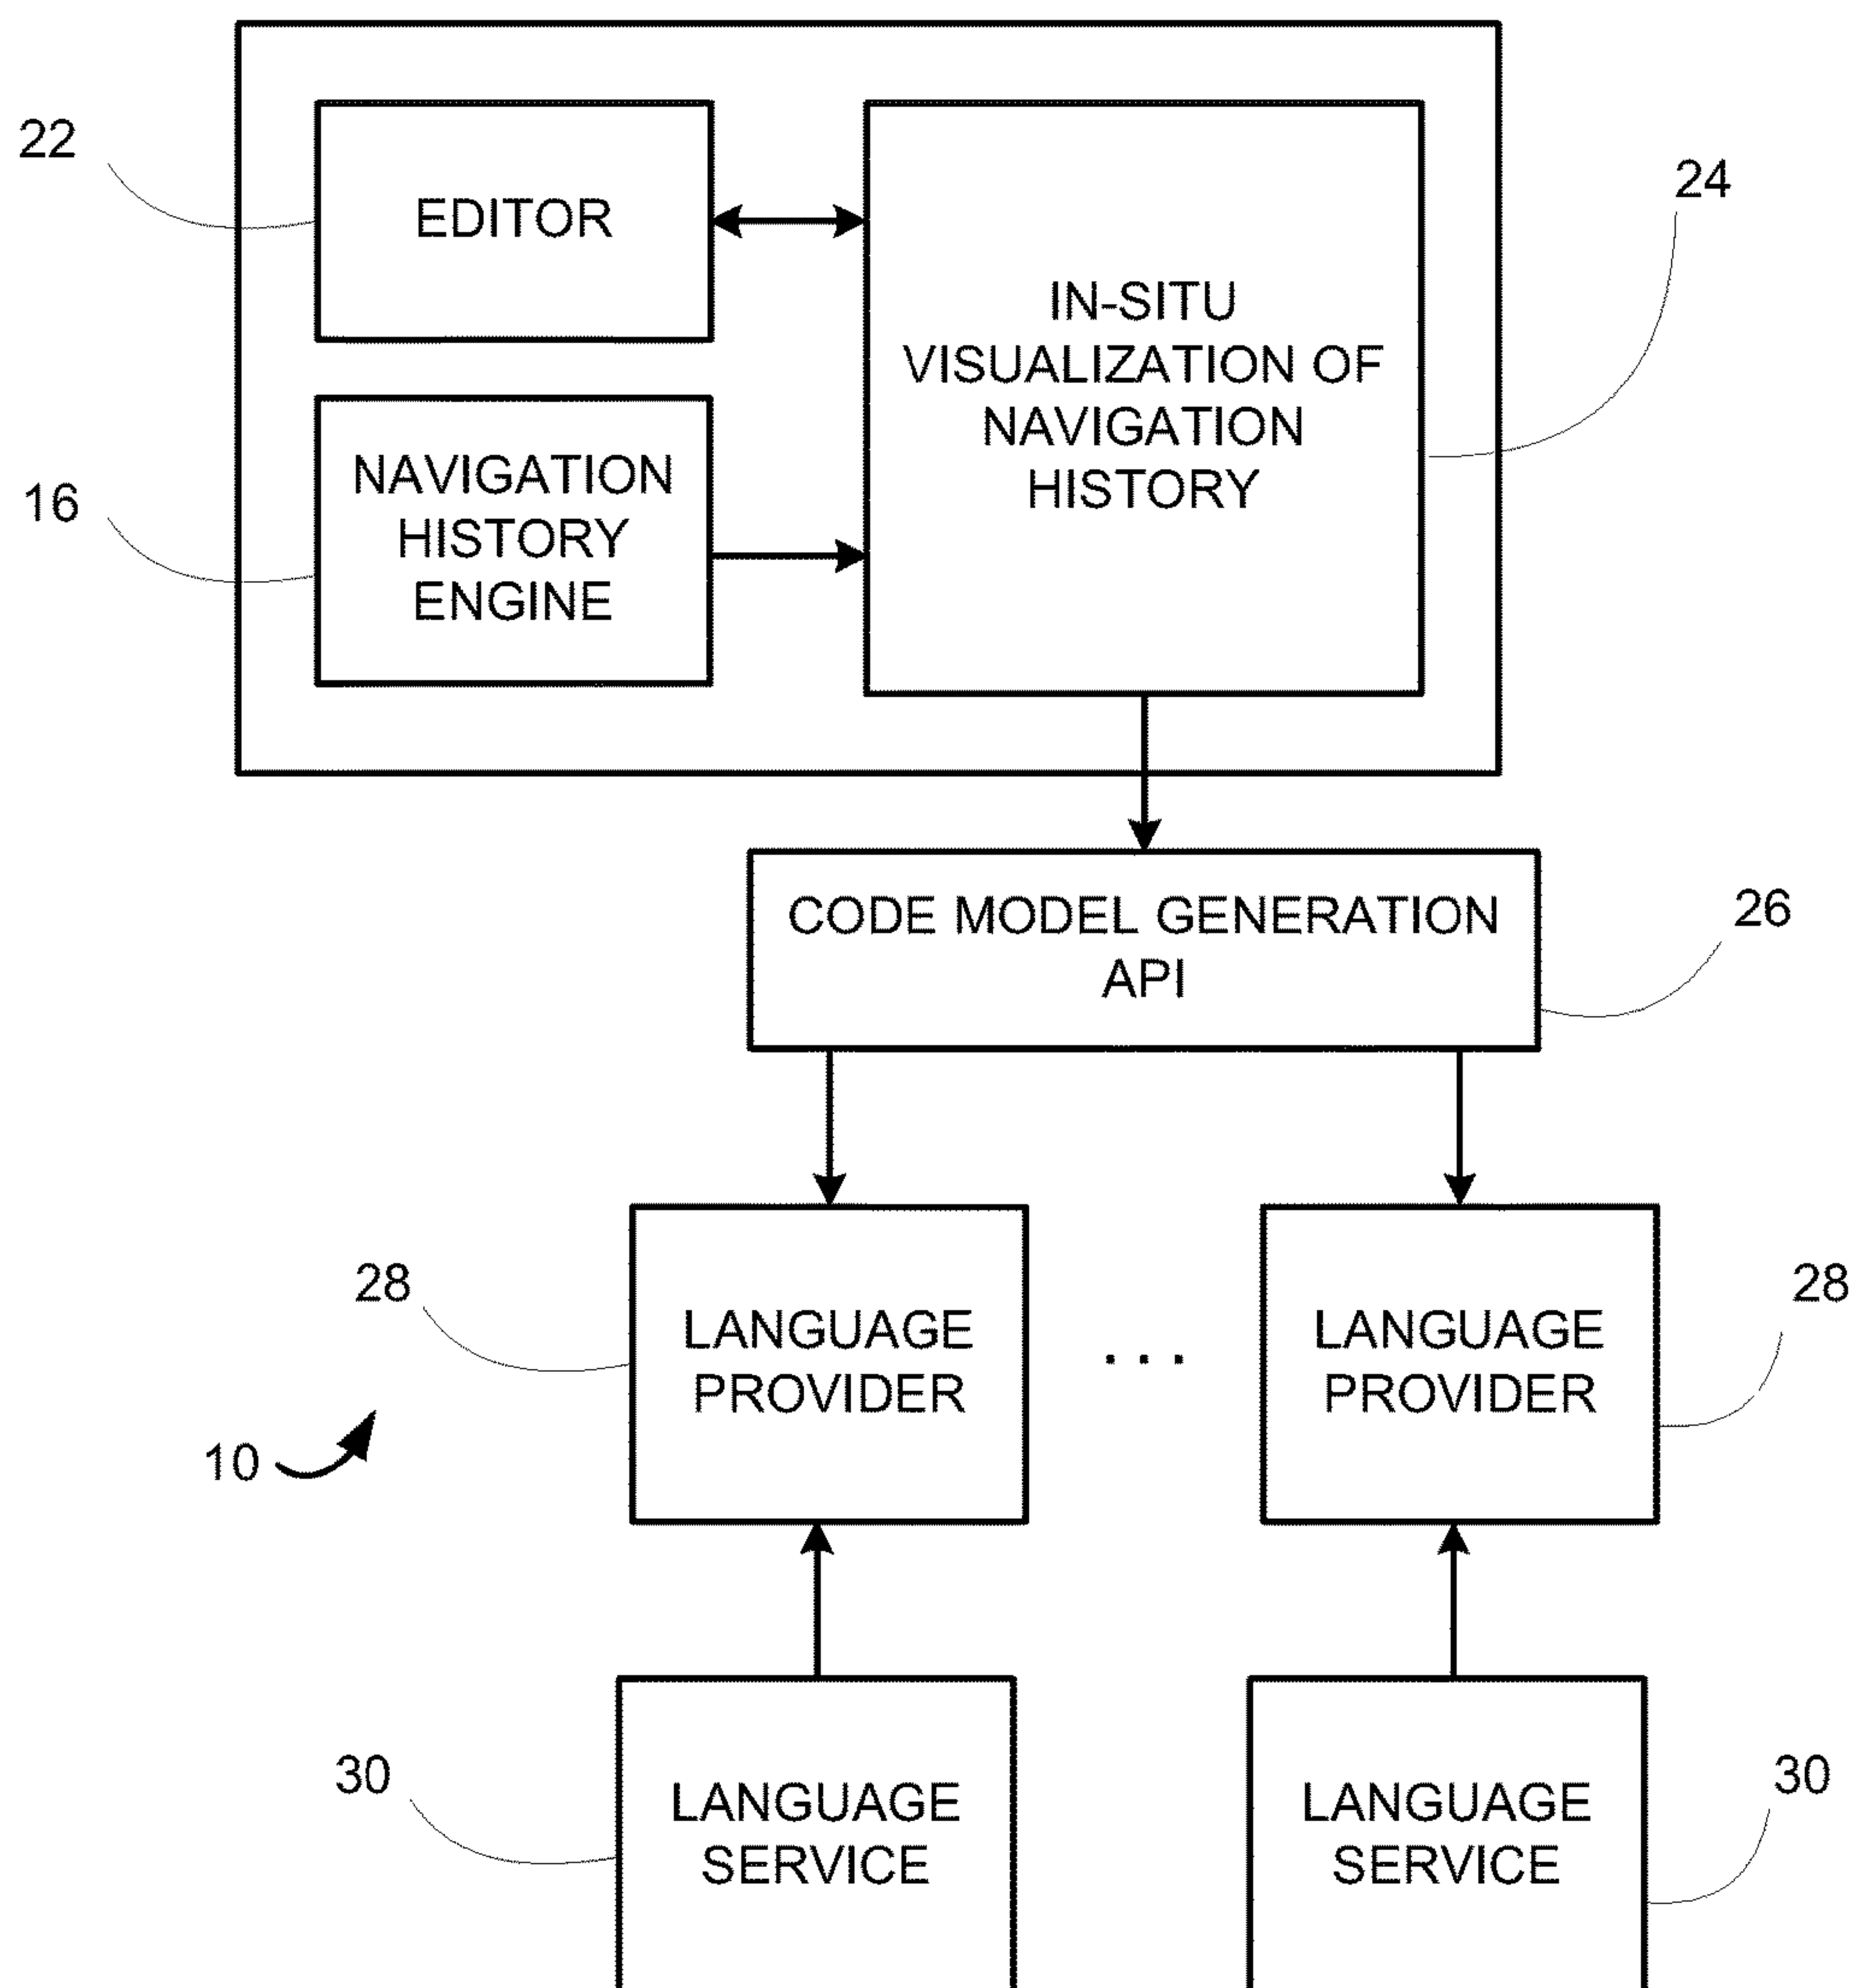 22
EDITOR
24
IN-SITU
VISUALIZATION OF
NAVIGATION
HISTORY
16
NAVIGATION
HISTORY
ENGINE
CODE MODEL GENERATION
API
26
28
LANGUAGE
PROVIDER
. . .
LANGUAGE
PROVIDER
28
10
30
LANGUAGE
SERVICE
LANGUAGE
SERVICE
30